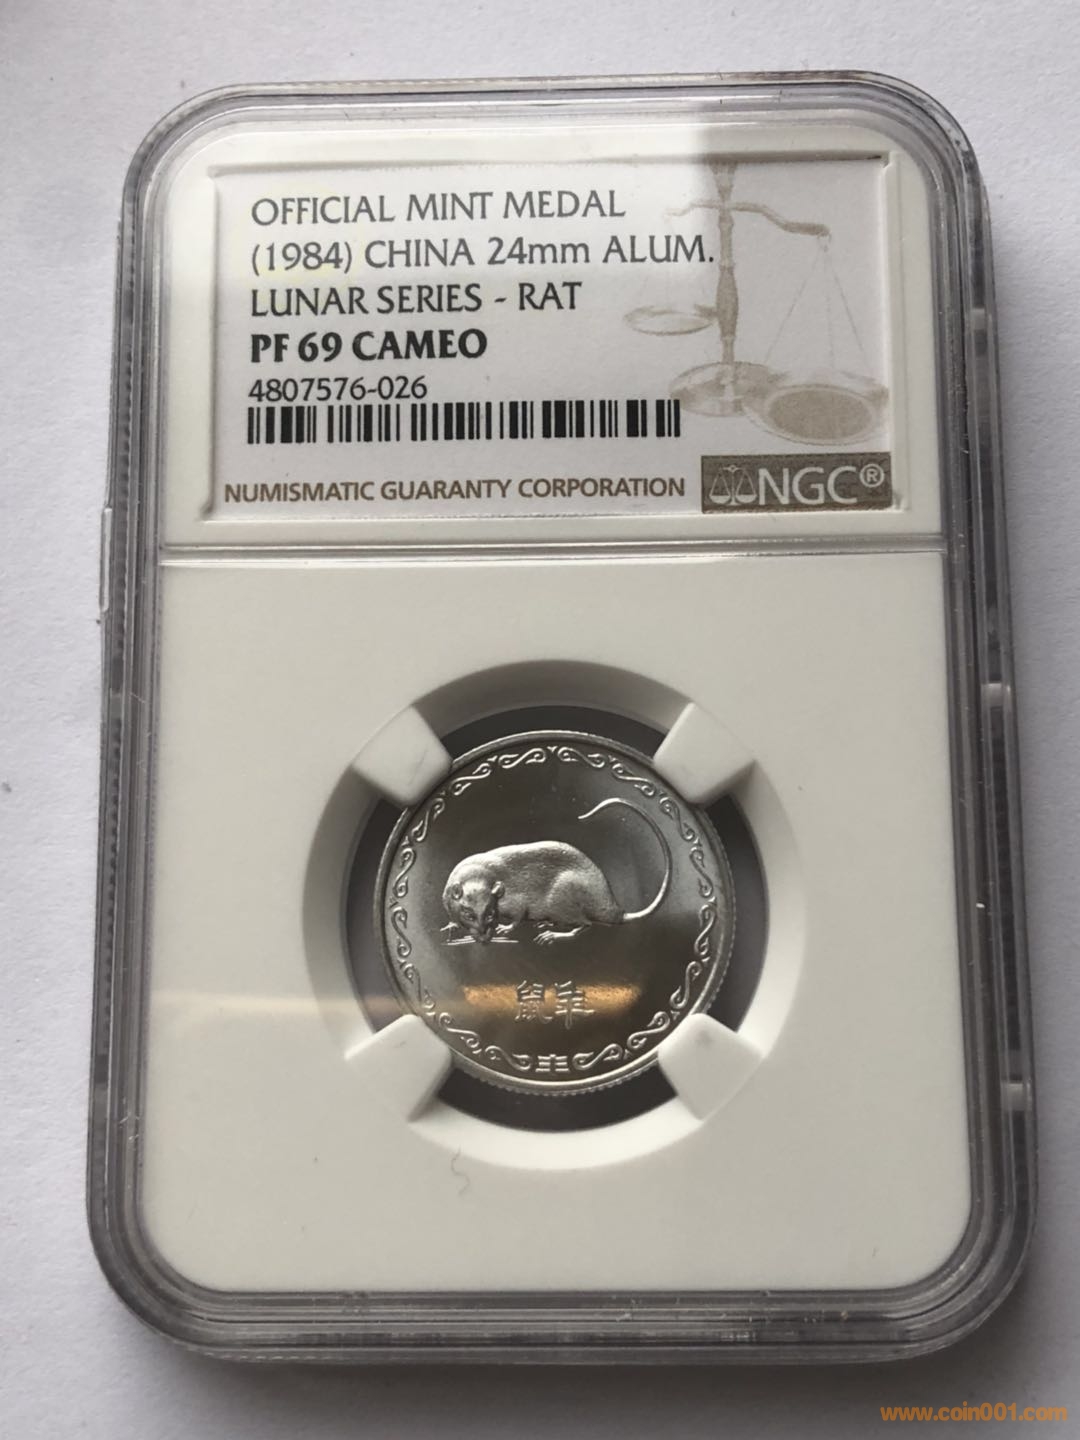 OFFICIAL MINT MEDAL
(1984) CHINA 24mm ALUM.
LUNAR SERIES - RAT
PF 69 CAMEO
4807576-026
NUMISMATIC GUARANTY CORPORATION
NGC®
鼠年
www.coin001.com